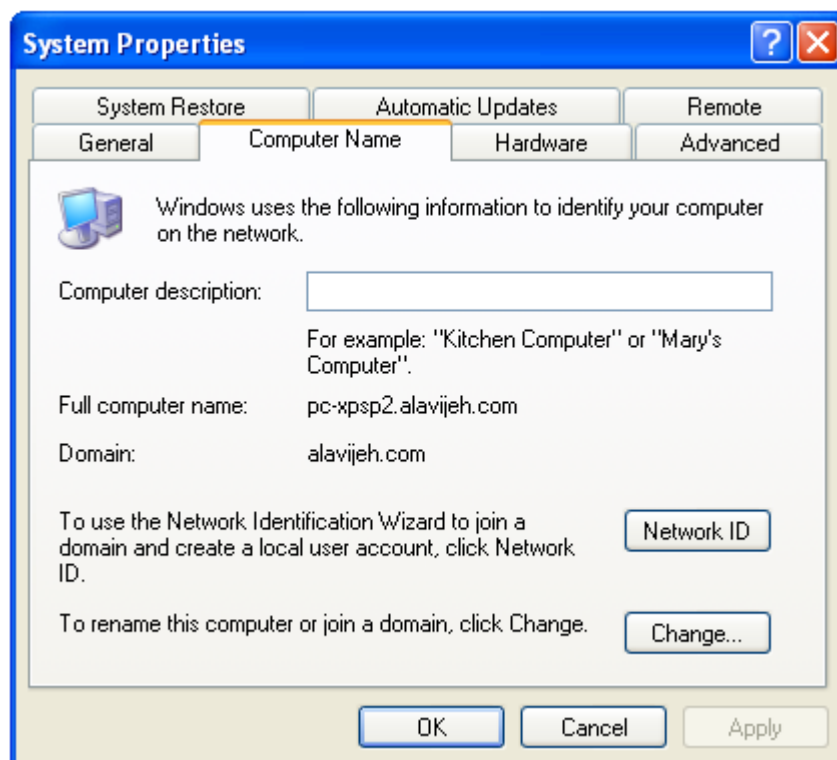 System Properties
System Restore Automatic Updates Remote
General Computer Name Hardware Advanced
Windows uses the following information to identify your computer
on the network.
Computer description:
For example: "Kitchen Computer" or "Mary's
Computer".
Full computer name: pc-xpsp2.alavijeh.com
Domain: alavijeh.com
To use the Network Identification Wizard to join a
domain and create a local user account, click Network
ID.
Network ID
To rename this computer or join a domain, click Change.
Change...
OK Cancel Apply